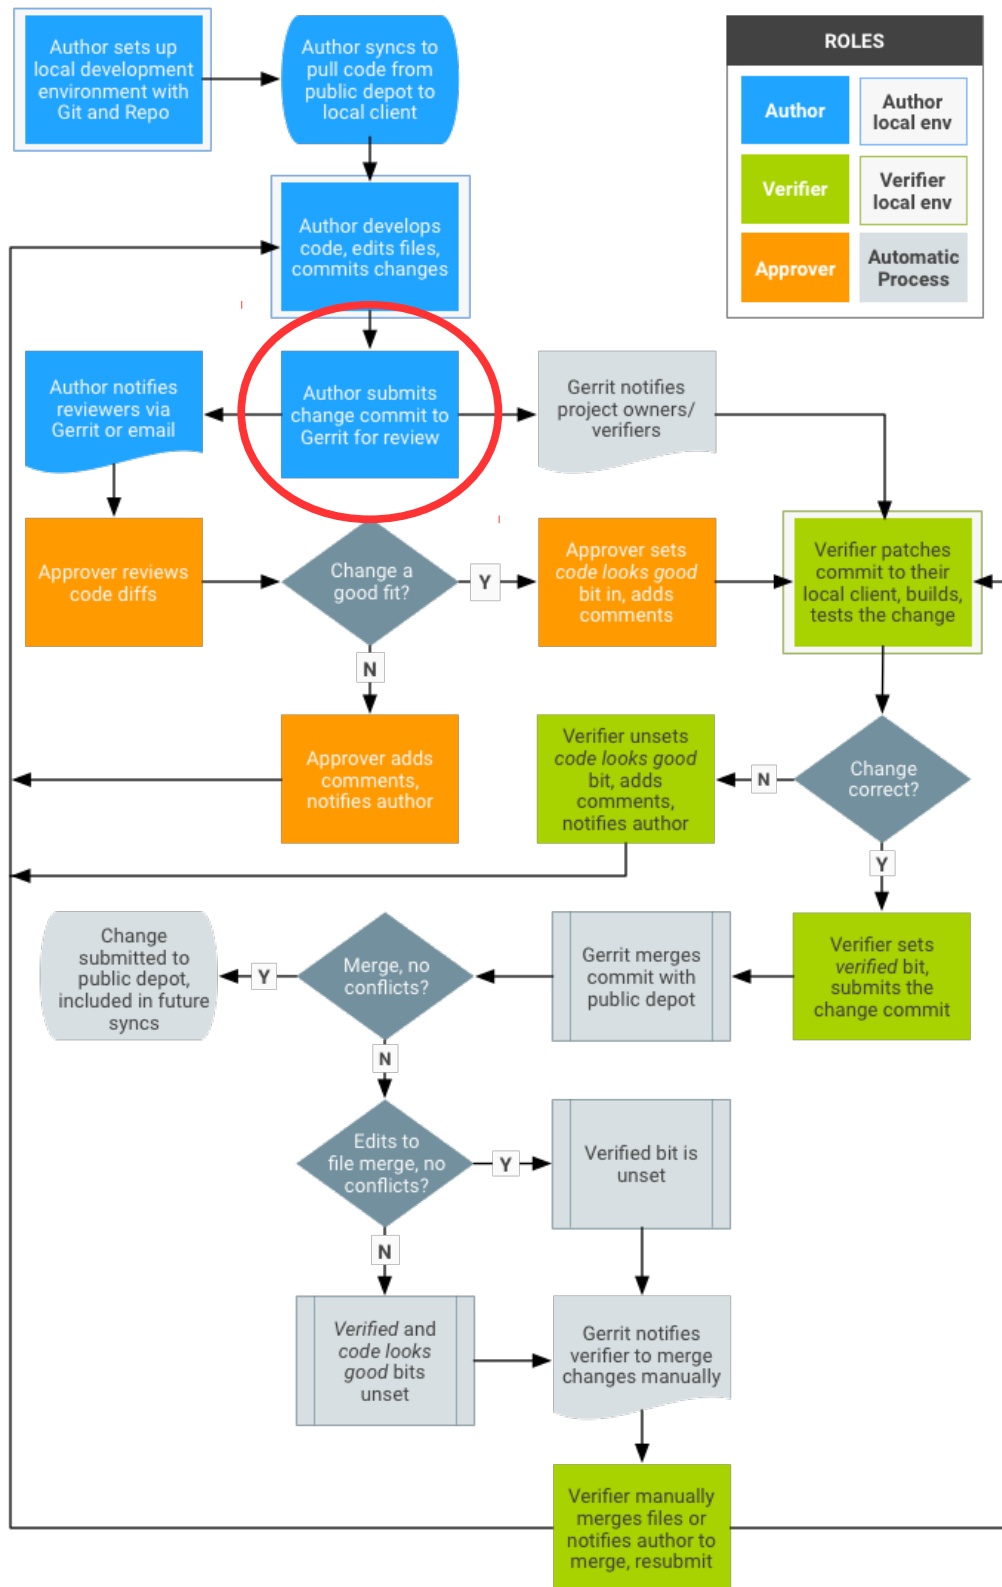 Author sets up
local development
environment with
Git and Repo
Author syncs to
pull code from
public depot to
local client
ROLES
Author
Author
local env
Verifier
Verifier
local env
Approver
Automatic
Process
Author develops
code, edits files,
commits changes
Author notifies
reviewers via
Gerrit or email
Author submits
change commit to
Gerrit for review
Gerrit notifies
project owners/
verifiers
Approver reviews
code diffs
Change a
good fit?
Y
Approver sets
code looks good
bit in, adds
comments
Verifier patches
commit to their
local client, builds,
tests the change
N
Approver adds
comments,
notifies author
Verifier unsets
code looks good
bit, adds
comments,
notifies author
N
Change
correct?
Y
Change
submitted to
public depot,
included in future
syncs
Y
Merge, no
conflicts?
Gerrit merges
commit with
public depot
Verifier sets
verified bit,
submits the
change commit
N
Edits to
file merge, no
conflicts?
Y
Verified bit is
unset
N
Verified and
code looks
good bits
unset
Gerrit notifies
verifier to merge
changes manually
Verifier manually
merges files or
notifies author to
merge, resubmit